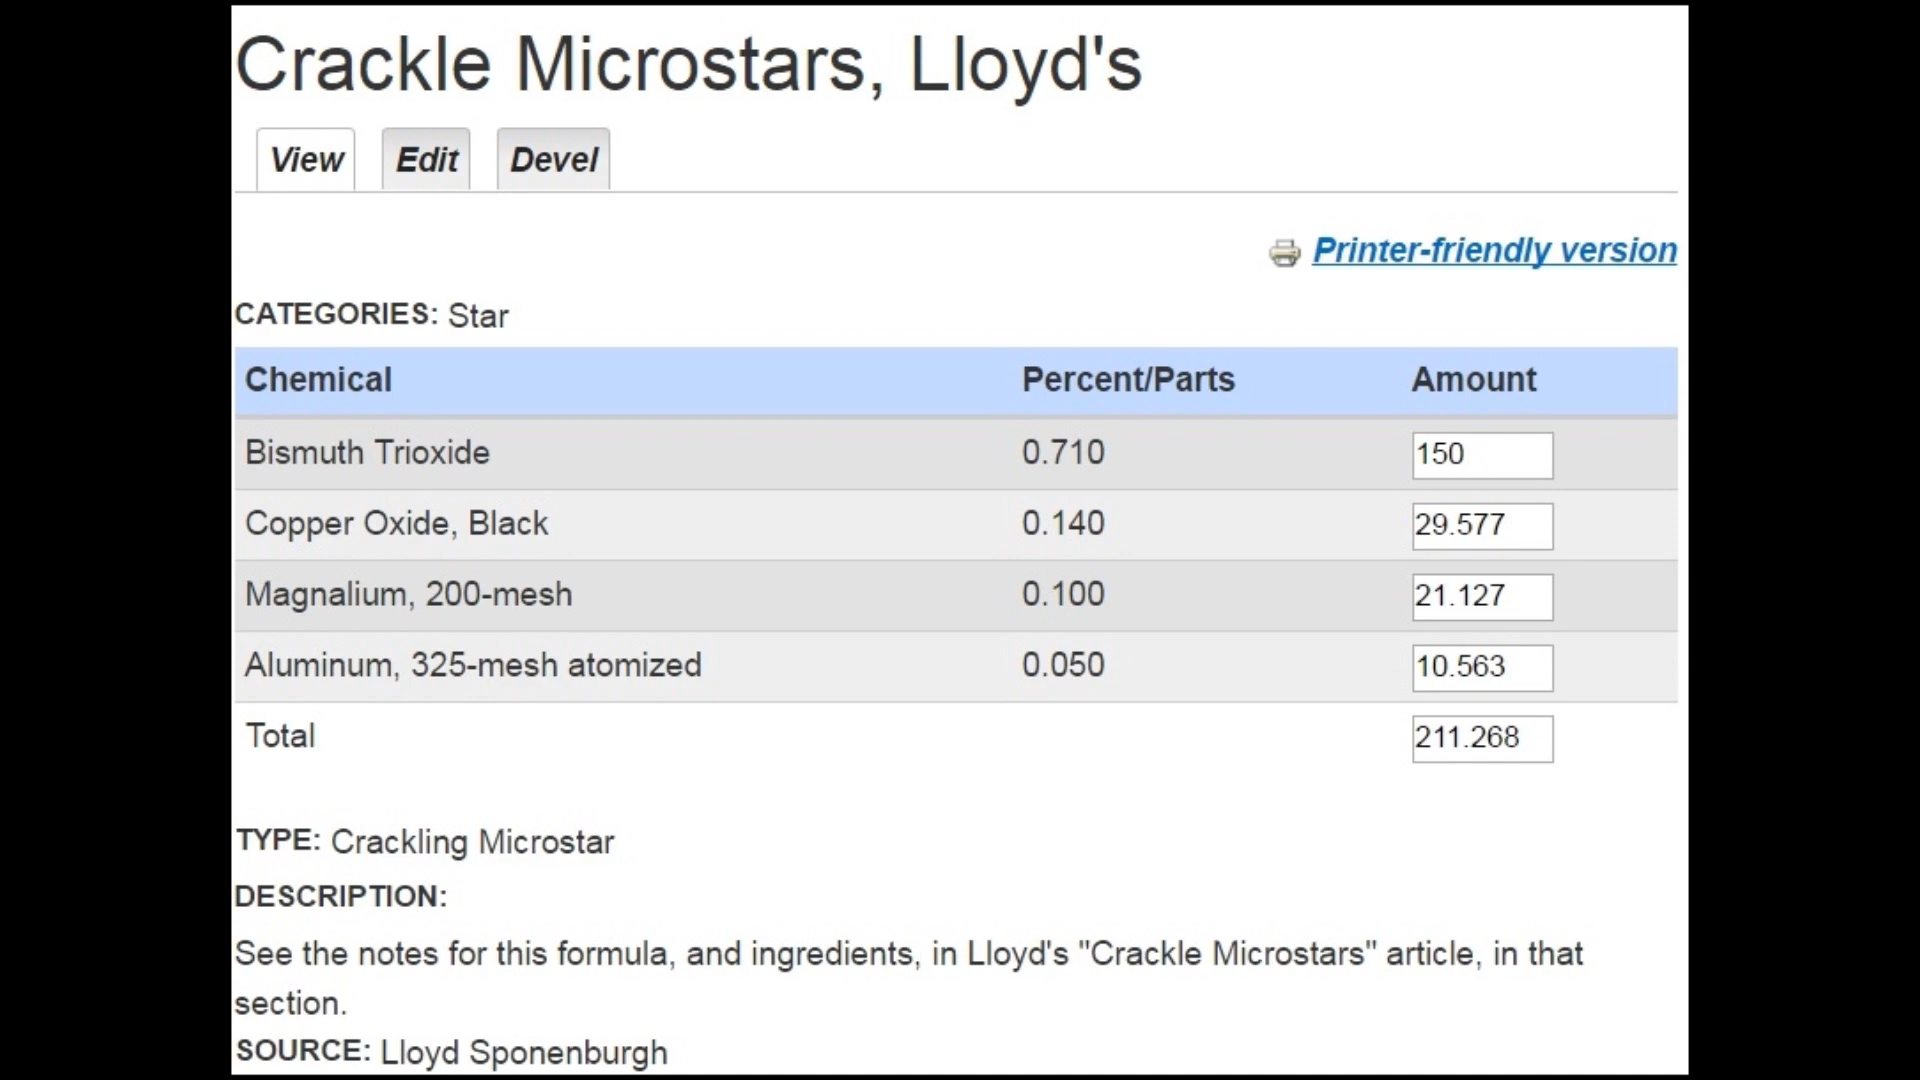 Crackle Microstars, Lloyd's
View Edit Devel
Printer-friendly version
CATEGORIES: Star
Chemical Percent/Parts Amount
Bismuth Trioxide 0.710 150
Copper Oxide, Black 0.140 29.577
Magnalium, 200-mesh 0.100 21.127
Aluminum, 325-mesh atomized 0.050 10.563
Total 211.268
TYPE: Crackling Microstar
DESCRIPTION:
See the notes for this formula, and ingredients, in Lloyd's "Crackle Microstars" article, in that
section.
SOURCE: Lloyd Sponenburgh